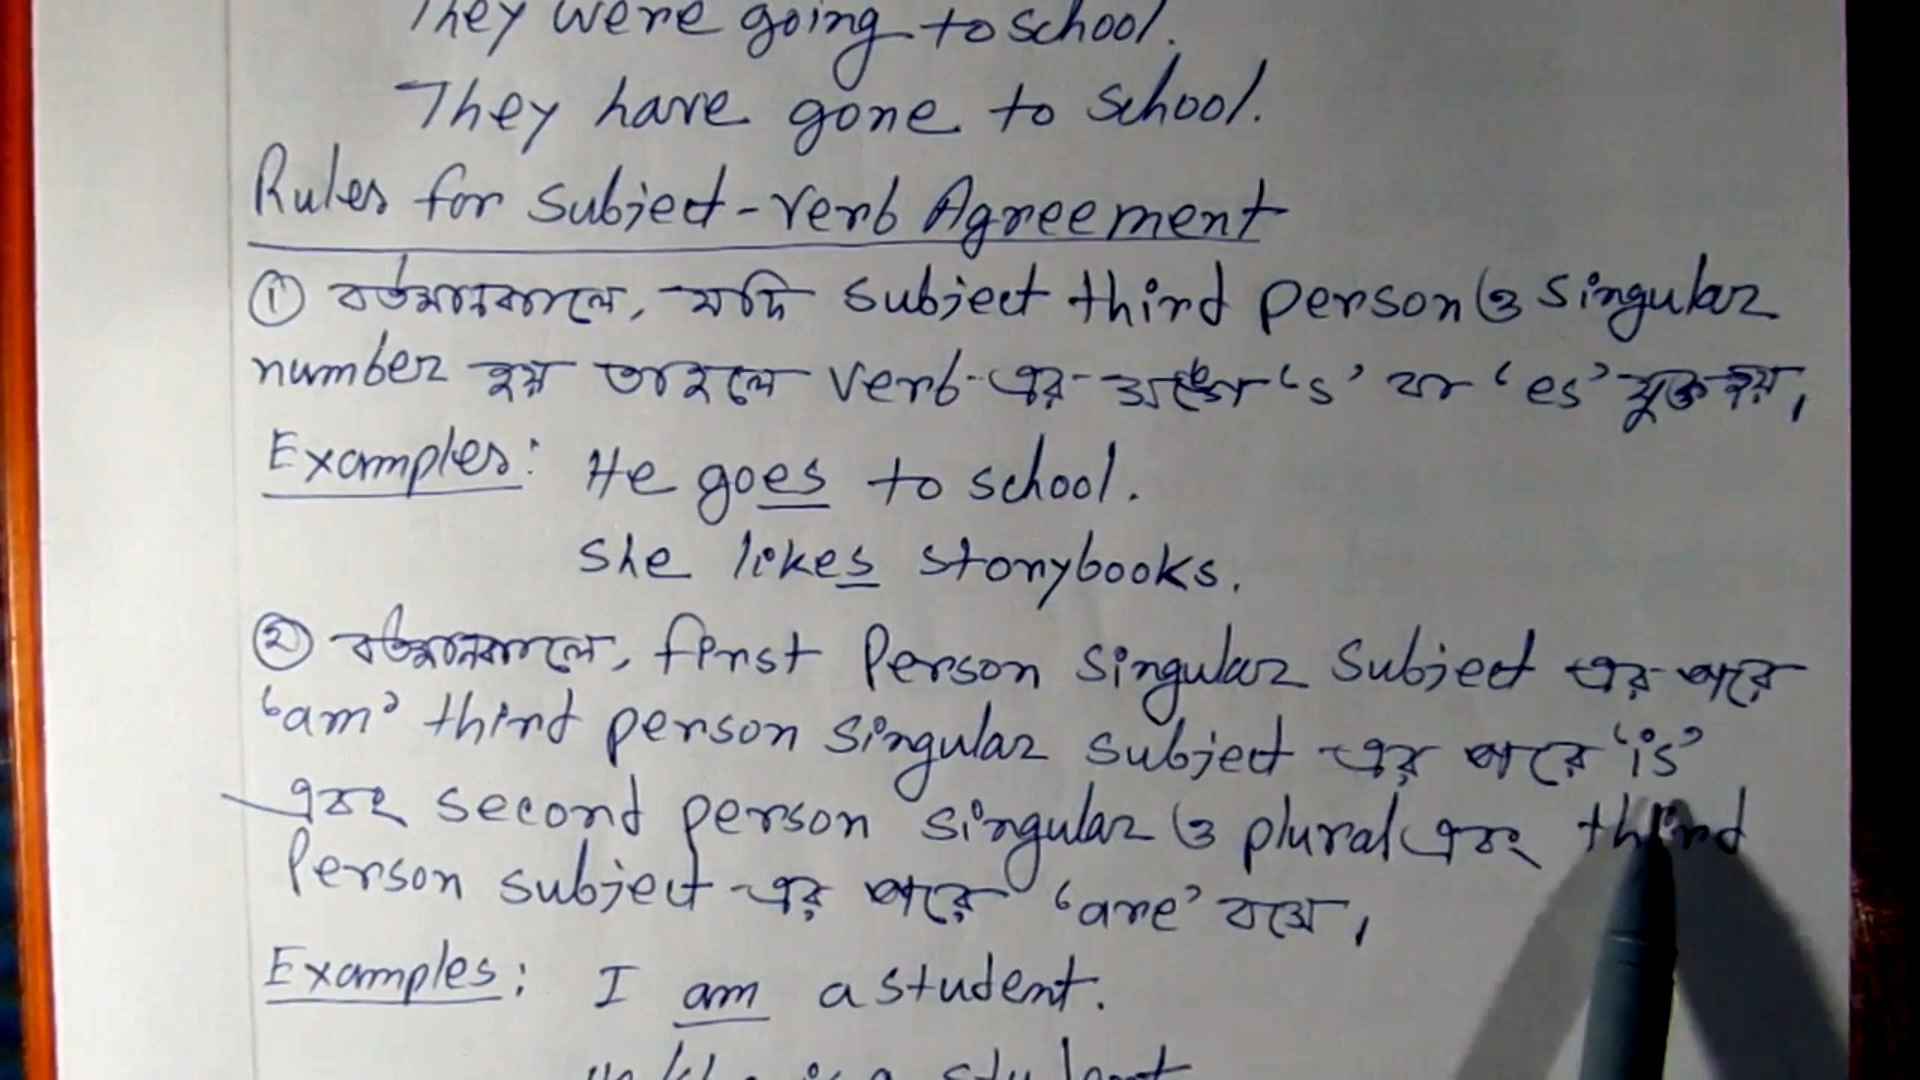 They were going to school.
They have gone to school.
Rules for Subject-Verb Agreement
① বর্তমানকালে, যদি subject third person ও singular
number হয় তাহলে verb-এর সঙ্গে 's' বা 'es' যুক্ত হয়।
Examples: He goes to school.
She likes storybooks.
② বর্তমানকালে, first person singular subject এর পরে
'am' third person singular subject এর পরে 'is'
এবং second person singular ও plural এবং third
person subject-এর পরে 'are' বসে।
Examples: I am a student.
is a student